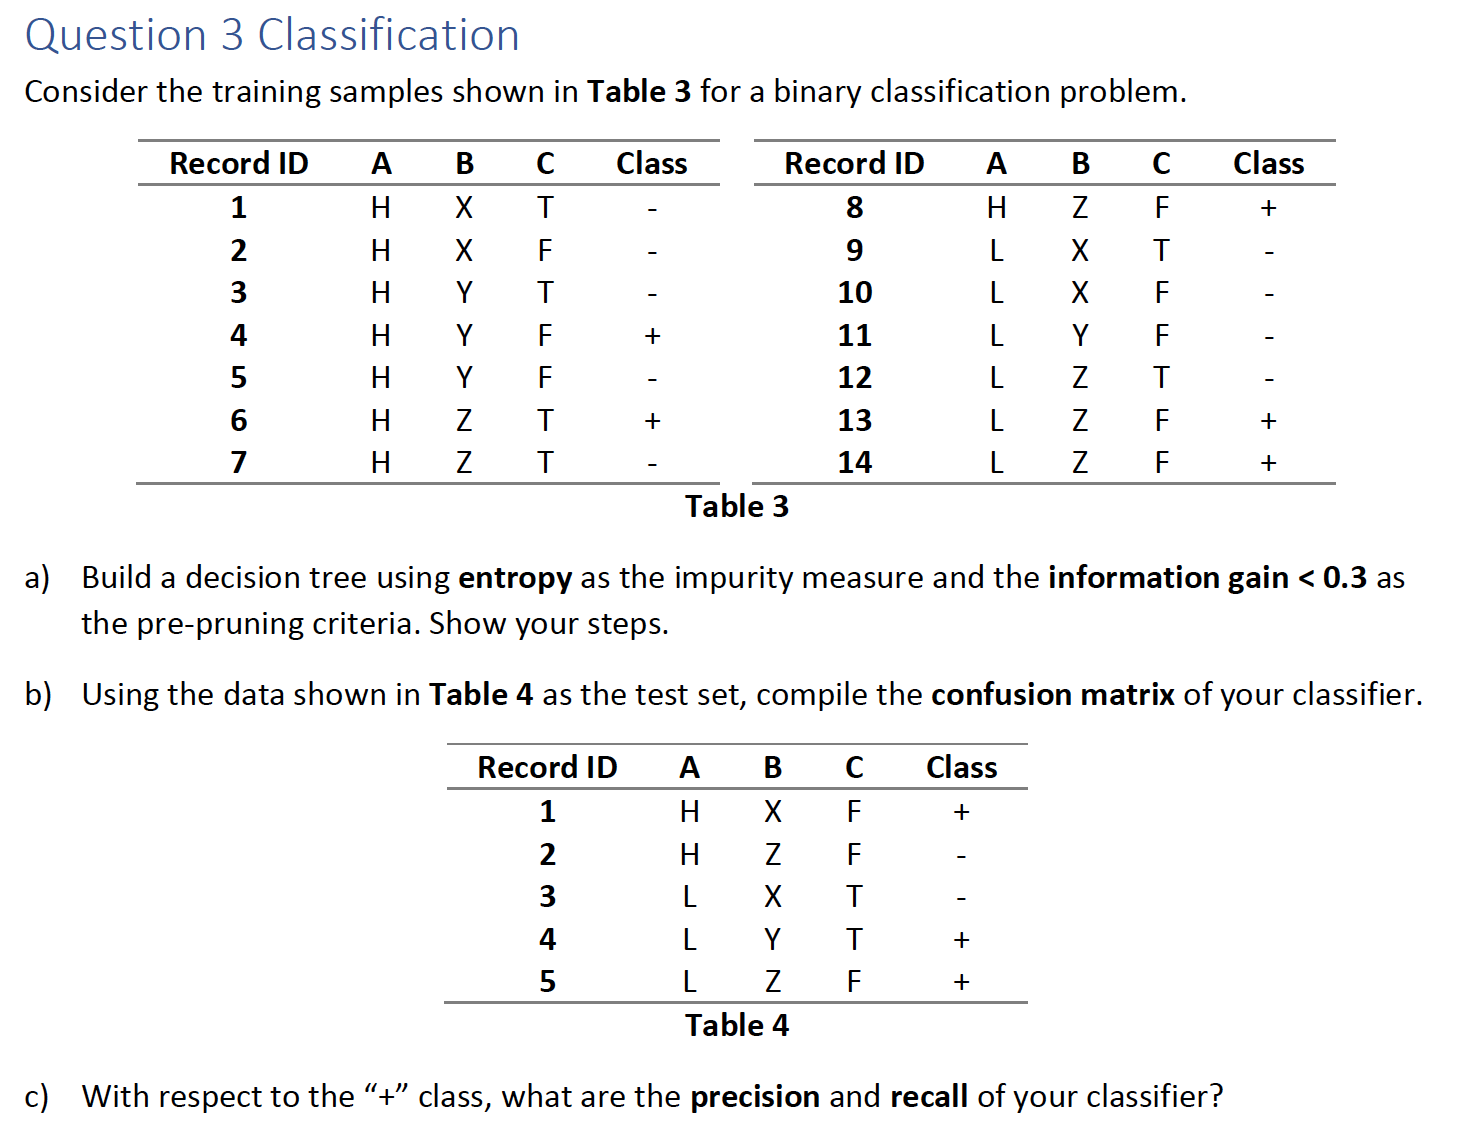 Question 3 Classification
Consider the training samples shown in Table 3 for a binary classification problem.
Record ID A B C Class
1 H X T -
2 H X F -
3 H Y T -
4 H Y F +
5 H Y F -
6 H Z T +
7 H Z T -
Record ID A B C Class
8 H Z F +
9 L X T -
10 L X F -
11 L Y F -
12 L Z T -
13 L Z F +
14 L Z F +
Table 3
a) Build a decision tree using entropy as the impurity measure and the information gain < 0.3 as
the pre-pruning criteria. Show your steps.
b) Using the data shown in Table 4 as the test set, compile the confusion matrix of your classifier.
Record ID A B C Class
1 H X F +
2 H Z F -
3 L X T -
4 L Y T +
5 L Z F +
Table 4
c) With respect to the “+” class, what are the precision and recall of your classifier?